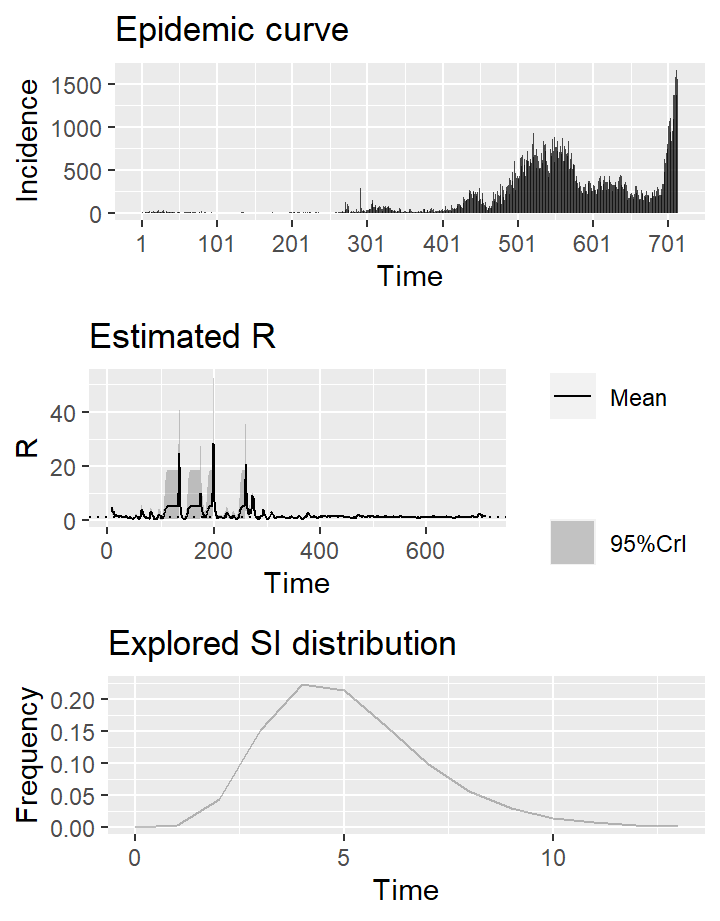 Epidemic curve
Incidence
1500
1000
500
0
1 101 201 301 401 501 601 701
Time
Estimated R
R
40
20
0
0 200 400 600
Time
Mean
95%CrI
Explored SI distribution
Frequency
0.20
0.15
0.10
0.05
0.00
0 5 10
Time